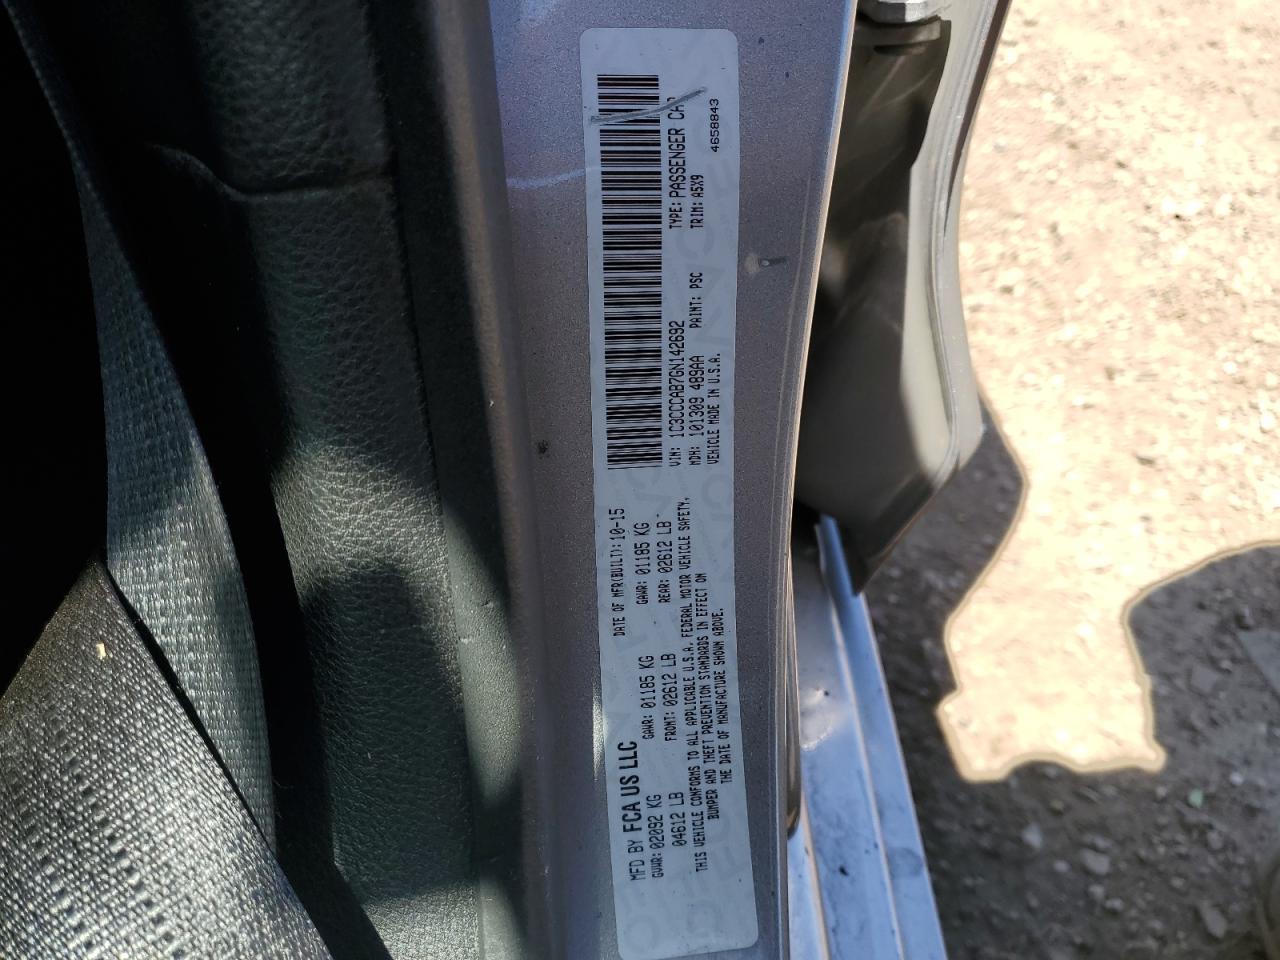 MFD BY FCA US LLC
DATE OF MFR(BUILT): 10-15
GVWR: 02092 KG
GAWR: 01185 KG
GAWR: 01185 KG
04612 LB
FRONT: 02612 LB
REAR: 02612 LB
THIS VEHICLE CONFORMS TO ALL APPLICABLE U.S.A. FEDERAL MOTOR VEHICLE SAFETY,
BUMPER AND THEFT PREVENTION STANDARDS IN EFFECT ON
THE DATE OF MANUFACTURE SHOWN ABOVE.
VIN: 1C3CCCAB7GN142692
TYPE: PASSENGER CAR
MDH: 101309 489AA
PAINT: PSC
TRIM: A5X9
VEHICLE MADE IN U.S.A.
4658843